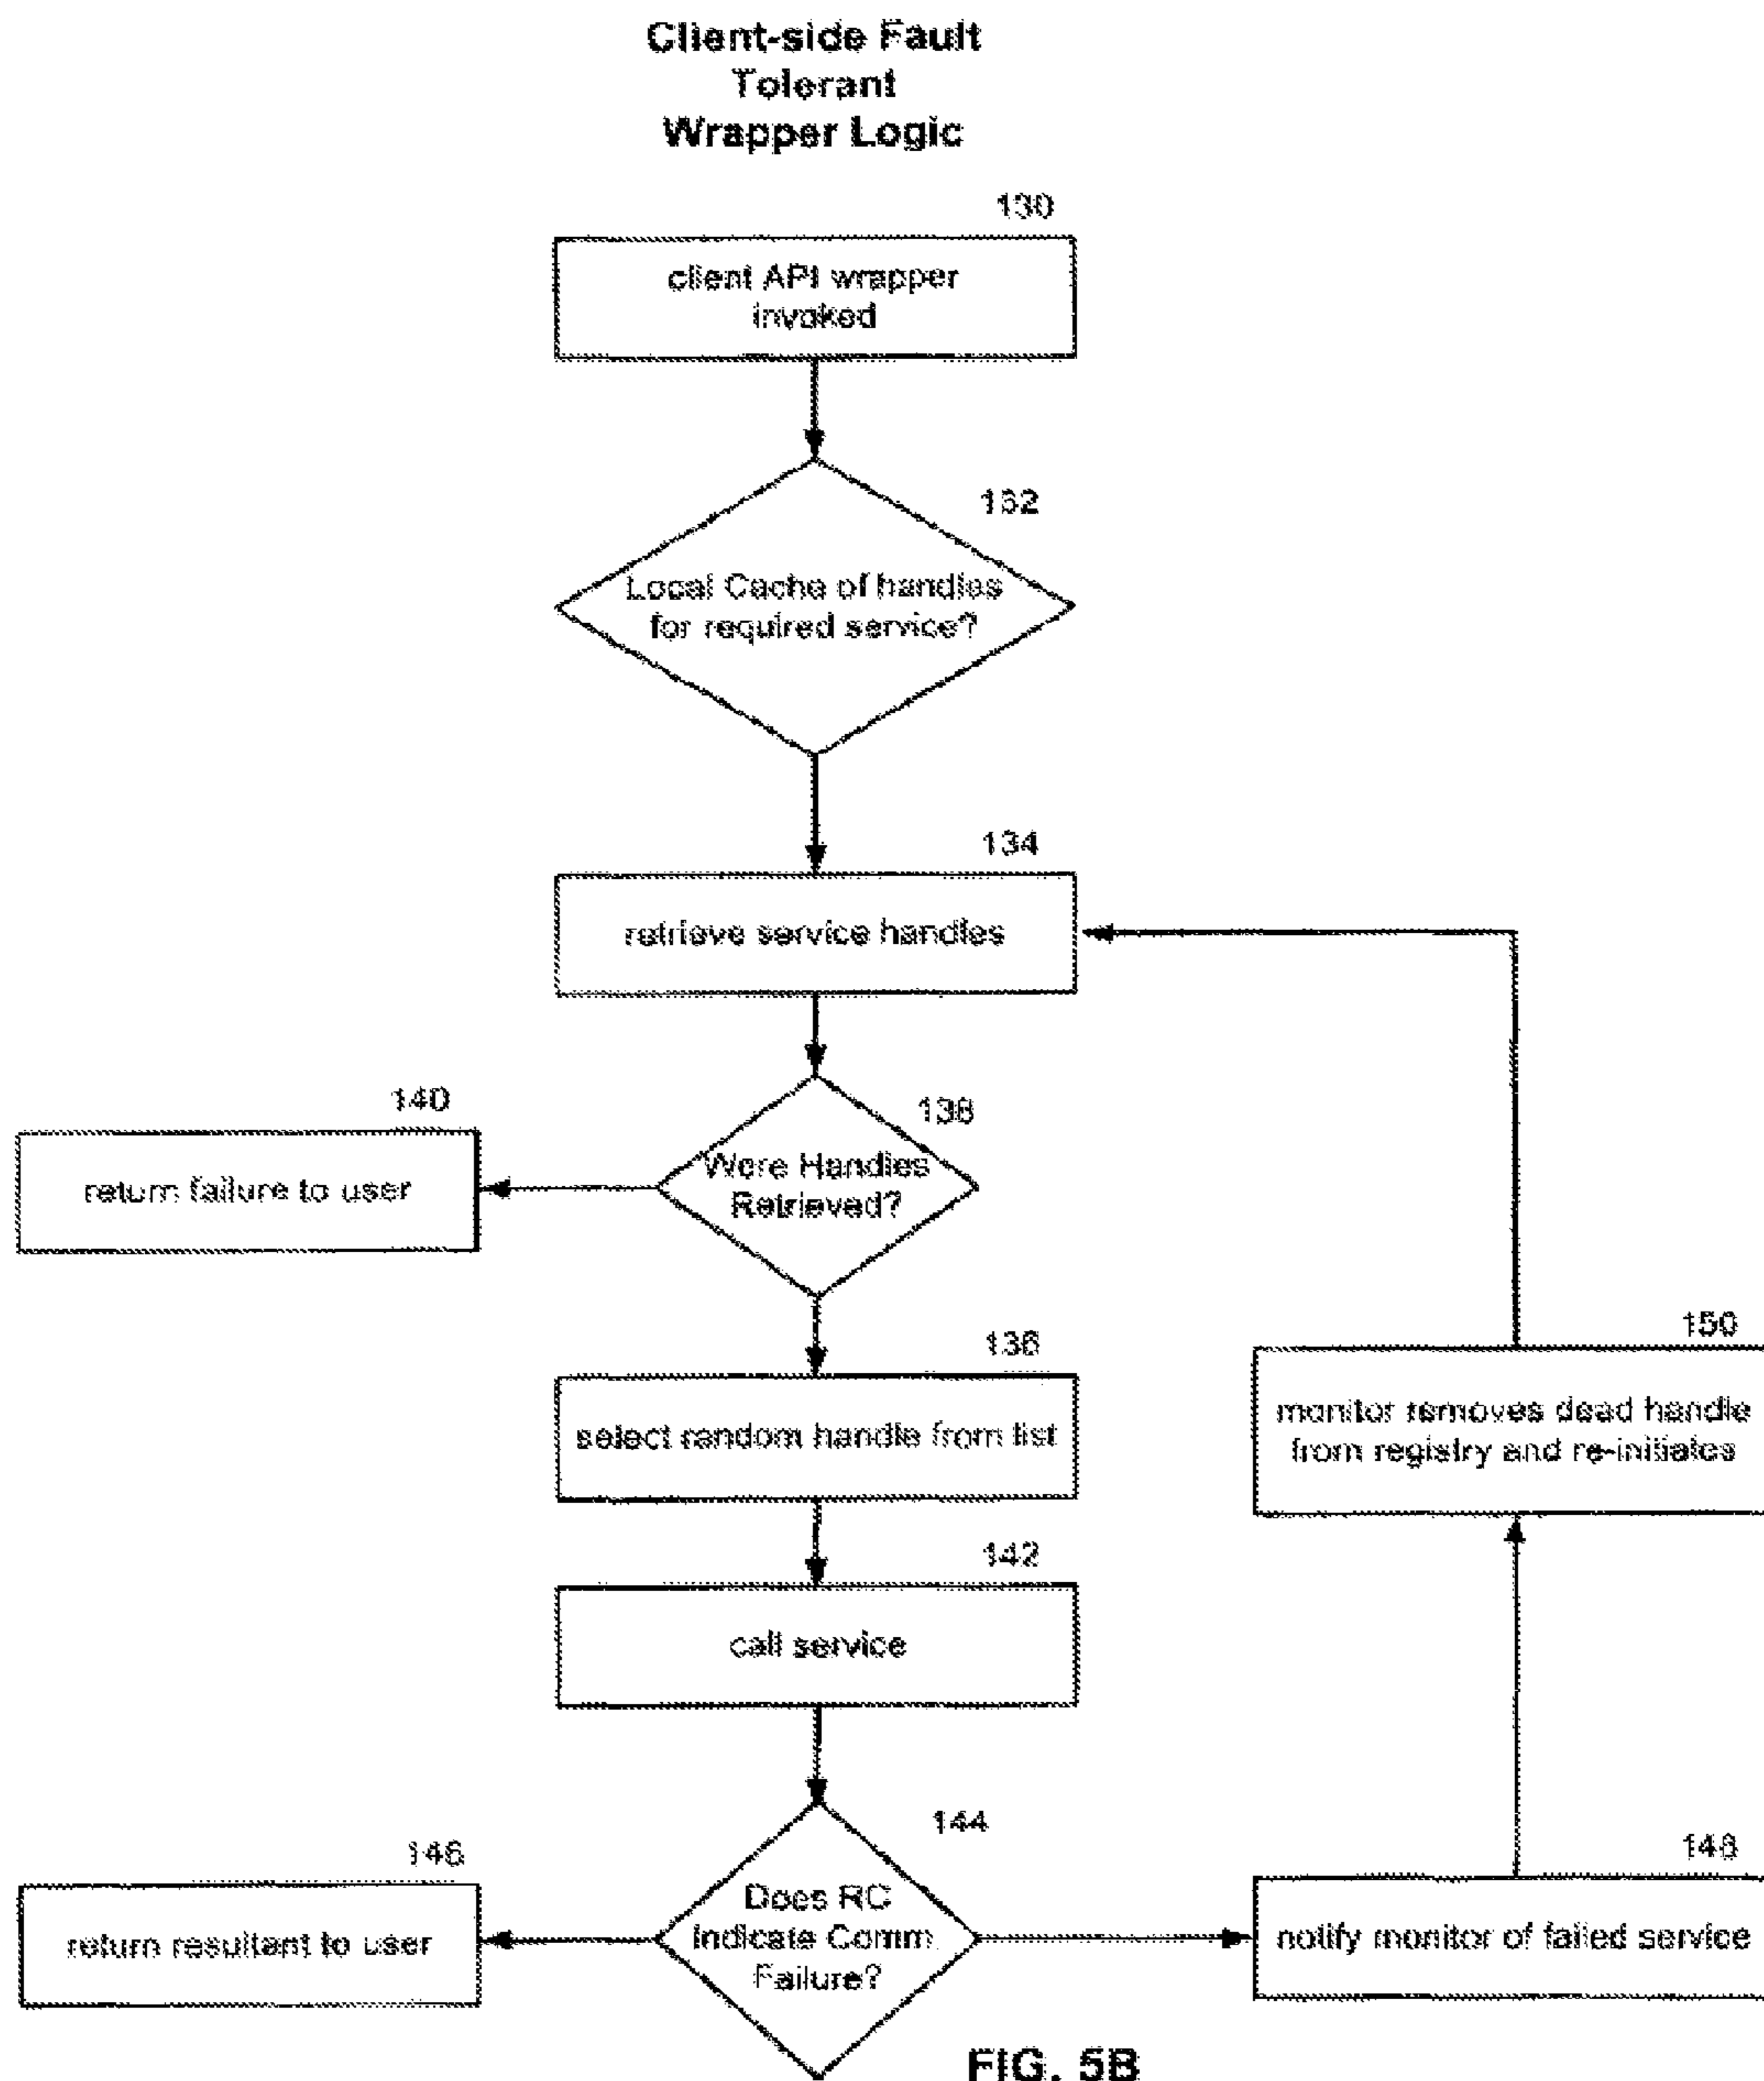 Client-side Fault
Tolerant
Wrapper Logic
130
client API wrapper
invoked
132
Local Cache of handles
for required service?
134
retrieve service handles
140
138
return failure to user
Were Handles
Retrieved?
136
select random handle from list
150
monitor removes dead handle
from registry and re-initiates
142
call service
144
146
148
return resultant to user
Does RC
Indicate Comm.
Failure?
notify monitor of failed service
FIG. 5B